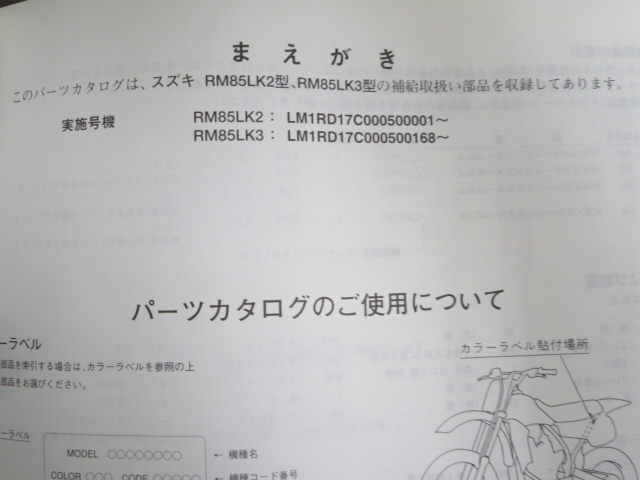 まえがき
このパーツカタログは、スズキ RM85LK2型、RM85LK3型の補給取扱い部品を収録してあります。
実施号機
RM85LK2： LM1RD17C000500001～
RM85LK3： LM1RD17C000500168～
パーツカタログのご使用について
ーラベル
部品を索引する場合は、カラーラベルを参照の上
部品をお選びください。
カラーラベル貼付場所
ーラベル
MODEL ○○○○○○○○ ← 機種名
COLOR ○○○ CODE ○○○○○ ← 機種コード番号